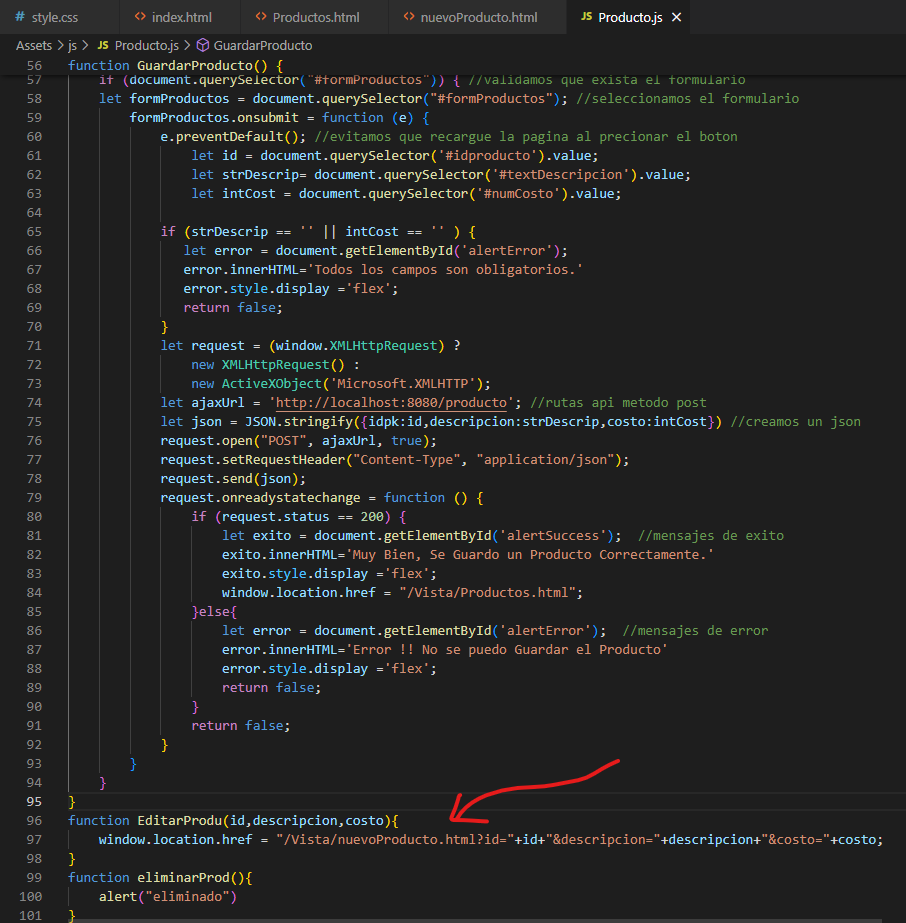 style.css index.html Productos.html nuevoProducto.html JS Producto.js
Assets > js > JS Producto.js > GuardarProducto
56 function GuardarProducto() {
57 if (document.querySelector("#formProductos")) { //validamos que exista el formulario
58 let formProductos = document.querySelector("#formProductos"); //seleccionamos el formulario
59 formProductos.onsubmit = function (e) {
60 e.preventDefault(); //evitamos que recargue la pagina al precionar el boton
61 let id = document.querySelector('#idproducto').value;
62 let strDescrip= document.querySelector('#textDescripcion').value;
63 let intCost = document.querySelector('#numCosto').value;
64
65 if (strDescrip == '' || intCost == '' ) {
66 let error = document.getElementById('alertError');
67 error.innerHTML='Todos los campos son obligatorios.'
68 error.style.display ='flex';
69 return false;
70 }
71 let request = (window.XMLHttpRequest) ?
72 new XMLHttpRequest() :
73 new ActiveXObject('Microsoft.XMLHTTP');
74 let ajaxUrl = 'http://localhost:8080/producto'; //rutas api metodo post
75 let json = JSON.stringify({idpk:id,descripcion:strDescrip,costo:intCost}) //creamos un json
76 request.open("POST", ajaxUrl, true);
77 request.setRequestHeader("Content-Type", "application/json");
78 request.send(json);
79 request.onreadystatechange = function () {
80 if (request.status == 200) {
81 let exito = document.getElementById('alertSuccess'); //mensajes de exito
82 exito.innerHTML='Muy Bien, Se Guardo un Producto Correctamente.'
83 exito.style.display ='flex';
84 window.location.href = "/Vista/Productos.html";
85 }else{
86 let error = document.getElementById('alertError'); //mensajes de error
87 error.innerHTML='Error !! No se puedo Guardar el Producto'
88 error.style.display ='flex';
89 return false;
90 }
91 return false;
92 }
93 }
94 }
95 }
96 function EditarProdu(id,descripcion,costo){
97 window.location.href = "/Vista/nuevoProducto.html?id="+id+"&descripcion="+descripcion+"&costo="+costo;
98 }
99 function eliminarProd(){
100 alert("eliminado")
101 }